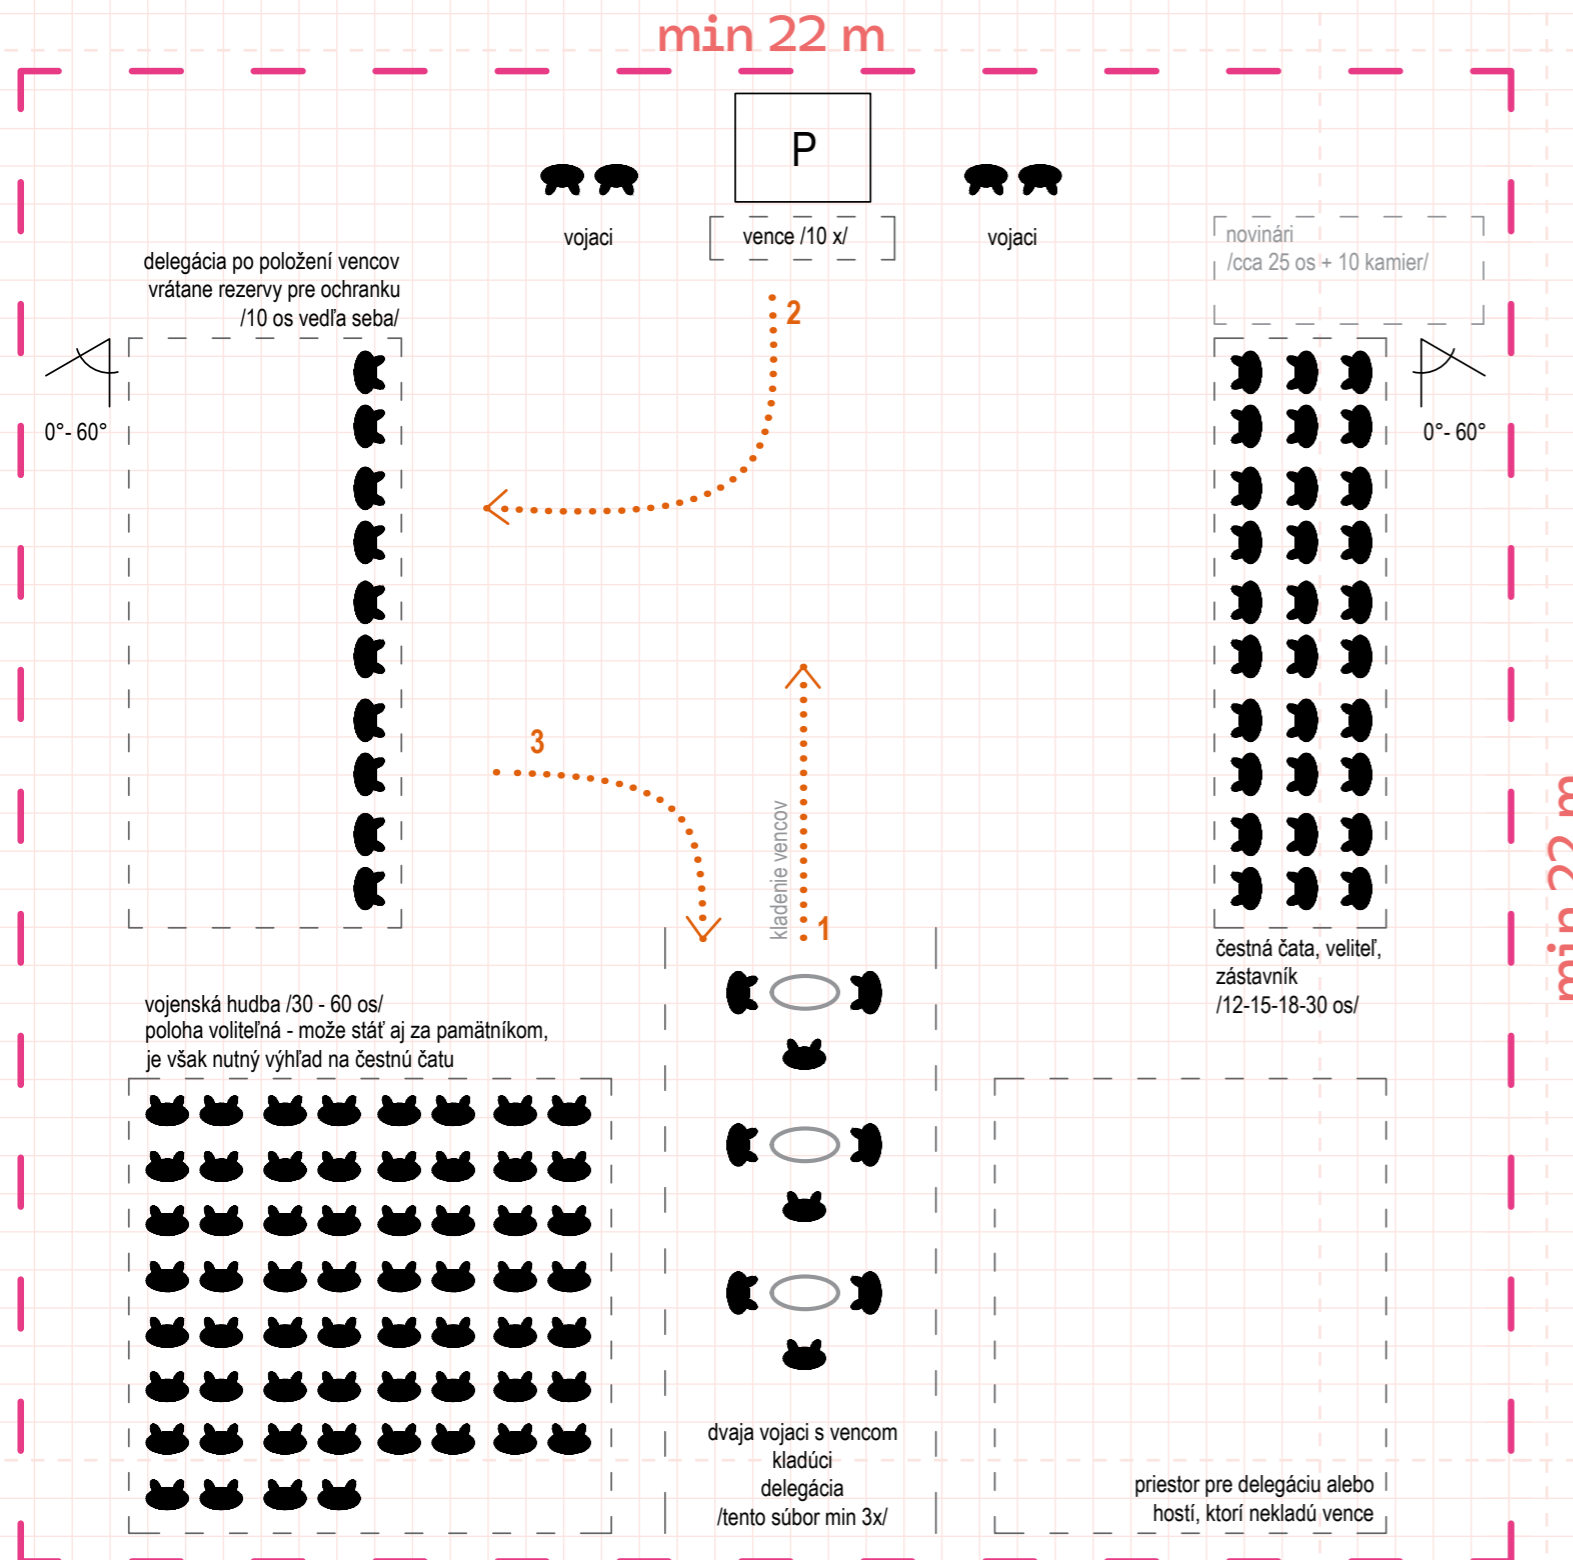 min 22 m
P
vojaci
vence /10 x/
vojaci
novinári
/cca 25 os + 10 kamier/
delegácia po položení vencov
vrátane rezervy pre ochranku
/10 os vedľa seba/
0°- 60°
0°- 60°
2
3
kladenie vencov
1
min 22 m
čestná čata, veliteľ,
zástavník
/12-15-18-30 os/
vojenská hudba /30 - 60 os/
poloha voliteľná - može stáť aj za pamätníkom,
je však nutný výhľad na čestnú čatu
dvaja vojaci s vencom
kladúci
delegácia
/tento súbor min 3x/
priestor pre delegáciu alebo
hostí, ktorí nekladú vence